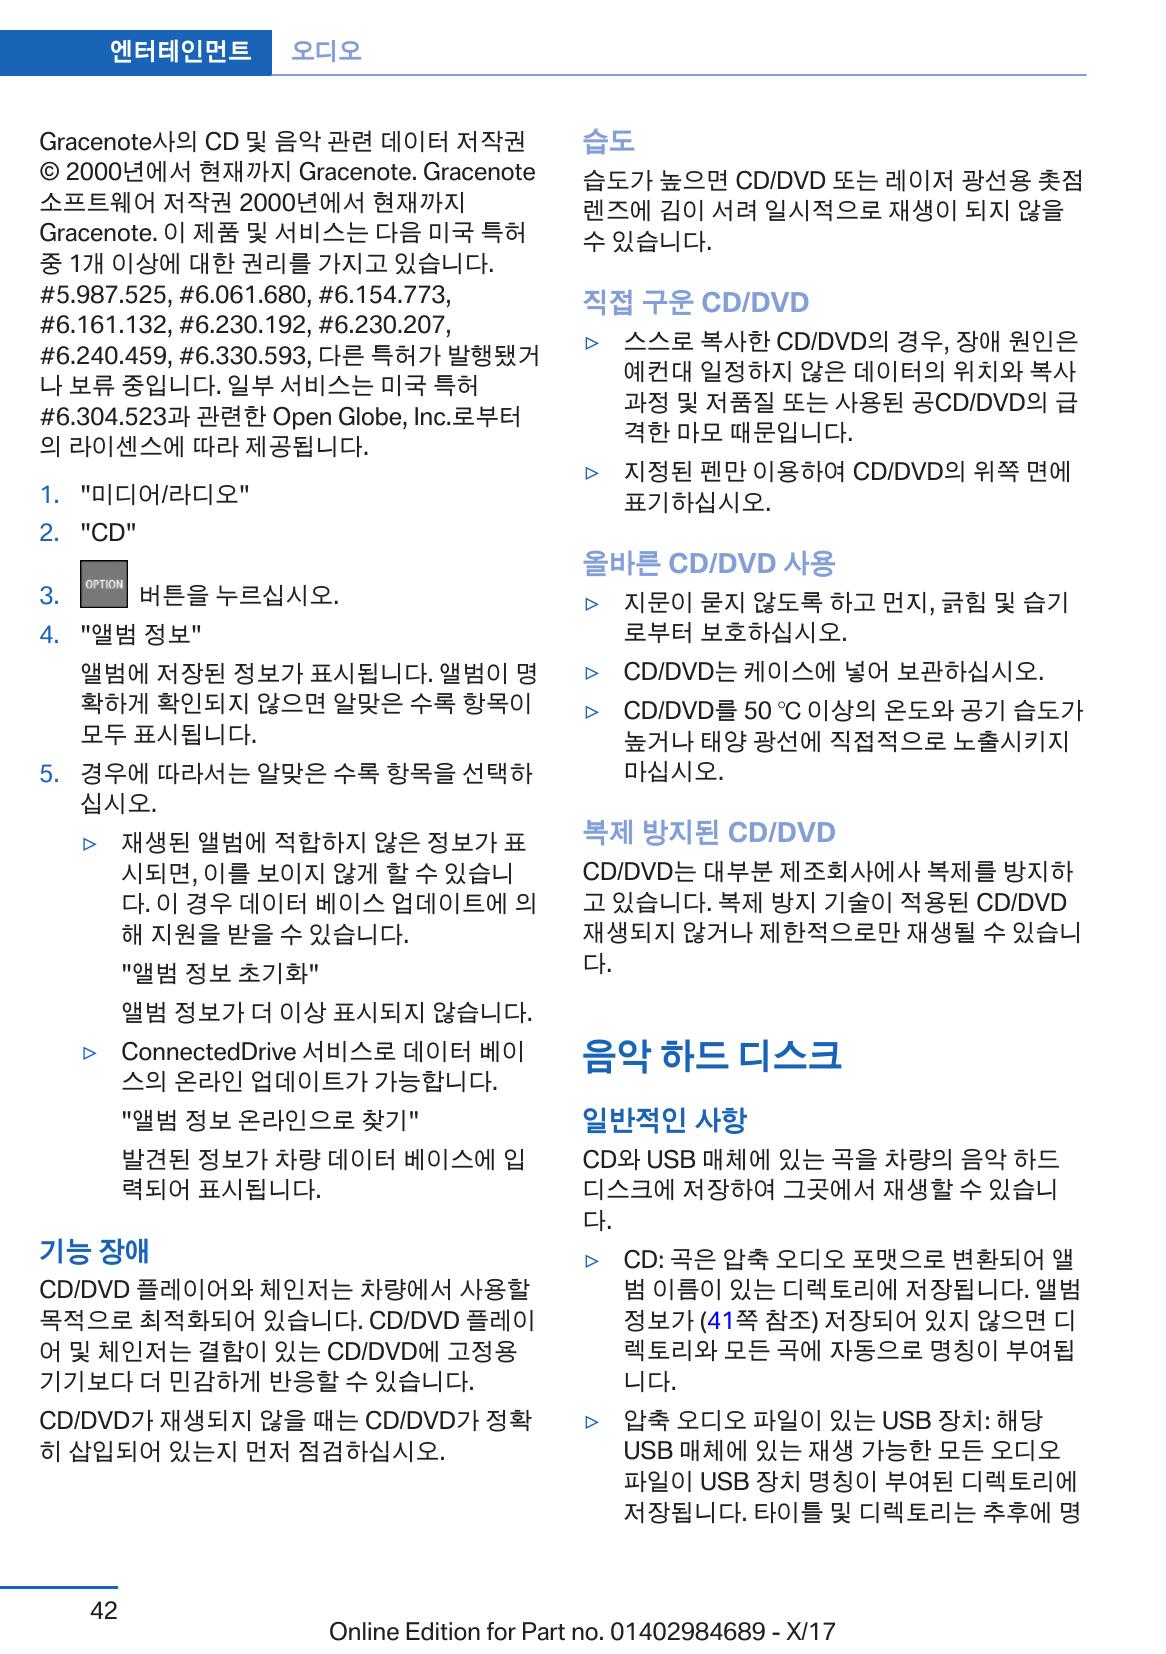 엔터테인먼트 오디오
Gracenote사의 CD 및 음악 관련 데이터 저작권
© 2000년에서 현재까지 Gracenote. Gracenote
소프트웨어 저작권 2000년에서 현재까지
Gracenote. 이 제품 및 서비스는 다음 미국 특허
중 1개 이상에 대한 권리를 가지고 있습니다.
#5.987.525, #6.061.680, #6.154.773,
#6.161.132, #6.230.192, #6.230.207,
#6.240.459, #6.330.593, 다른 특허가 발행됐거
나 보류 중입니다. 일부 서비스는 미국 특허
#6.304.523과 관련한 Open Globe, Inc.로부터
의 라이센스에 따라 제공됩니다.
1. "미디어/라디오"
2. "CD"
3. OPTION 버튼을 누르십시오.
4. "앨범 정보"
앨범에 저장된 정보가 표시됩니다. 앨범이 명
확하게 확인되지 않으면 알맞은 수록 항목이
모두 표시됩니다.
5. 경우에 따라서는 알맞은 수록 항목을 선택하
십시오.
▷ 재생된 앨범에 적합하지 않은 정보가 표
시되면, 이를 보이지 않게 할 수 있습니
다. 이 경우 데이터 베이스 업데이트에 의
해 지원을 받을 수 있습니다.
"앨범 정보 초기화"
앨범 정보가 더 이상 표시되지 않습니다.
▷ ConnectedDrive 서비스로 데이터 베이
스의 온라인 업데이트가 가능합니다.
"앨범 정보 온라인으로 찾기"
발견된 정보가 차량 데이터 베이스에 입
력되어 표시됩니다.
기능 장애
CD/DVD 플레이어와 체인저는 차량에서 사용할
목적으로 최적화되어 있습니다. CD/DVD 플레이
어 및 체인저는 결함이 있는 CD/DVD에 고정용
기기보다 더 민감하게 반응할 수 있습니다.
CD/DVD가 재생되지 않을 때는 CD/DVD가 정확
히 삽입되어 있는지 먼저 점검하십시오.
습도
습도가 높으면 CD/DVD 또는 레이저 광선용 촛점
렌즈에 김이 서려 일시적으로 재생이 되지 않을
수 있습니다.
직접 구운 CD/DVD
▷ 스스로 복사한 CD/DVD의 경우, 장애 원인은
예컨대 일정하지 않은 데이터의 위치와 복사
과정 및 저품질 또는 사용된 공CD/DVD의 급
격한 마모 때문입니다.
▷ 지정된 펜만 이용하여 CD/DVD의 위쪽 면에
표기하십시오.
올바른 CD/DVD 사용
▷ 지문이 묻지 않도록 하고 먼지, 긁힘 및 습기
로부터 보호하십시오.
▷ CD/DVD는 케이스에 넣어 보관하십시오.
▷ CD/DVD를 50 ℃ 이상의 온도와 공기 습도가
높거나 태양 광선에 직접적으로 노출시키지
마십시오.
복제 방지된 CD/DVD
CD/DVD는 대부분 제조회사에사 복제를 방지하
고 있습니다. 복제 방지 기술이 적용된 CD/DVD
재생되지 않거나 제한적으로만 재생될 수 있습니
다.
음악 하드 디스크
일반적인 사항
CD와 USB 매체에 있는 곡을 차량의 음악 하드
디스크에 저장하여 그곳에서 재생할 수 있습니
다.
▷ CD: 곡은 압축 오디오 포맷으로 변환되어 앨
범 이름이 있는 디렉토리에 저장됩니다. 앨범
정보가 (41쪽 참조) 저장되어 있지 않으면 디
렉토리와 모든 곡에 자동으로 명칭이 부여됩
니다.
▷ 압축 오디오 파일이 있는 USB 장치: 해당
USB 매체에 있는 재생 가능한 모든 오디오
파일이 USB 장치 명칭이 부여된 디렉토리에
저장됩니다. 타이틀 및 디렉토리는 추후에 명
42
Online Edition for Part no. 01402984689 - X/17